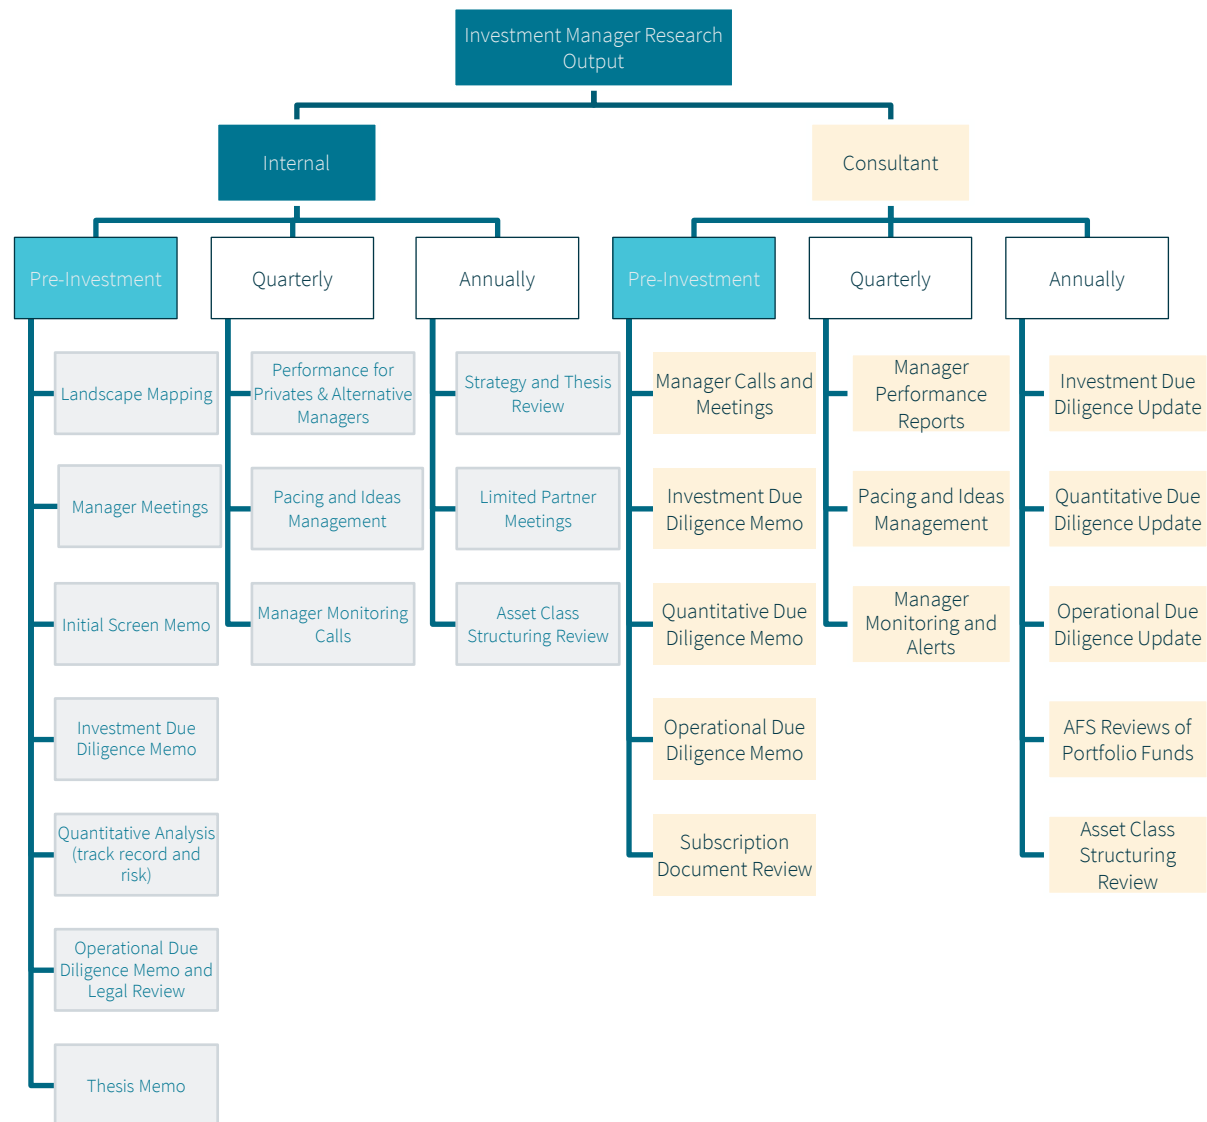 Investment Manager Research
Output
Internal
Consultant
Pre-Investment
Quarterly
Annually
Pre-Investment
Quarterly
Annually
Landscape Mapping
Manager Meetings
Initial Screen Memo
Investment Due
Diligence Memo
Quantitative Analysis
(track record and
risk)
Operational Due
Diligence Memo and
Legal Review
Thesis Memo
Performance for
Privates & Alternative
Managers
Pacing and Ideas
Management
Manager Monitoring
Calls
Strategy and Thesis
Review
Limited Partner
Meetings
Asset Class
Structuring Review
Manager Calls and
Meetings
Investment Due
Diligence Memo
Quantitative Due
Diligence Memo
Operational Due
Diligence Memo
Subscription
Document Review
Manager
Performance
Reports
Pacing and Ideas
Management
Manager
Monitoring and
Alerts
Investment Due
Diligence Update
Quantitative Due
Diligence Update
Operational Due
Diligence Update
AFS Reviews of
Portfolio Funds
Asset Class
Structuring
Review